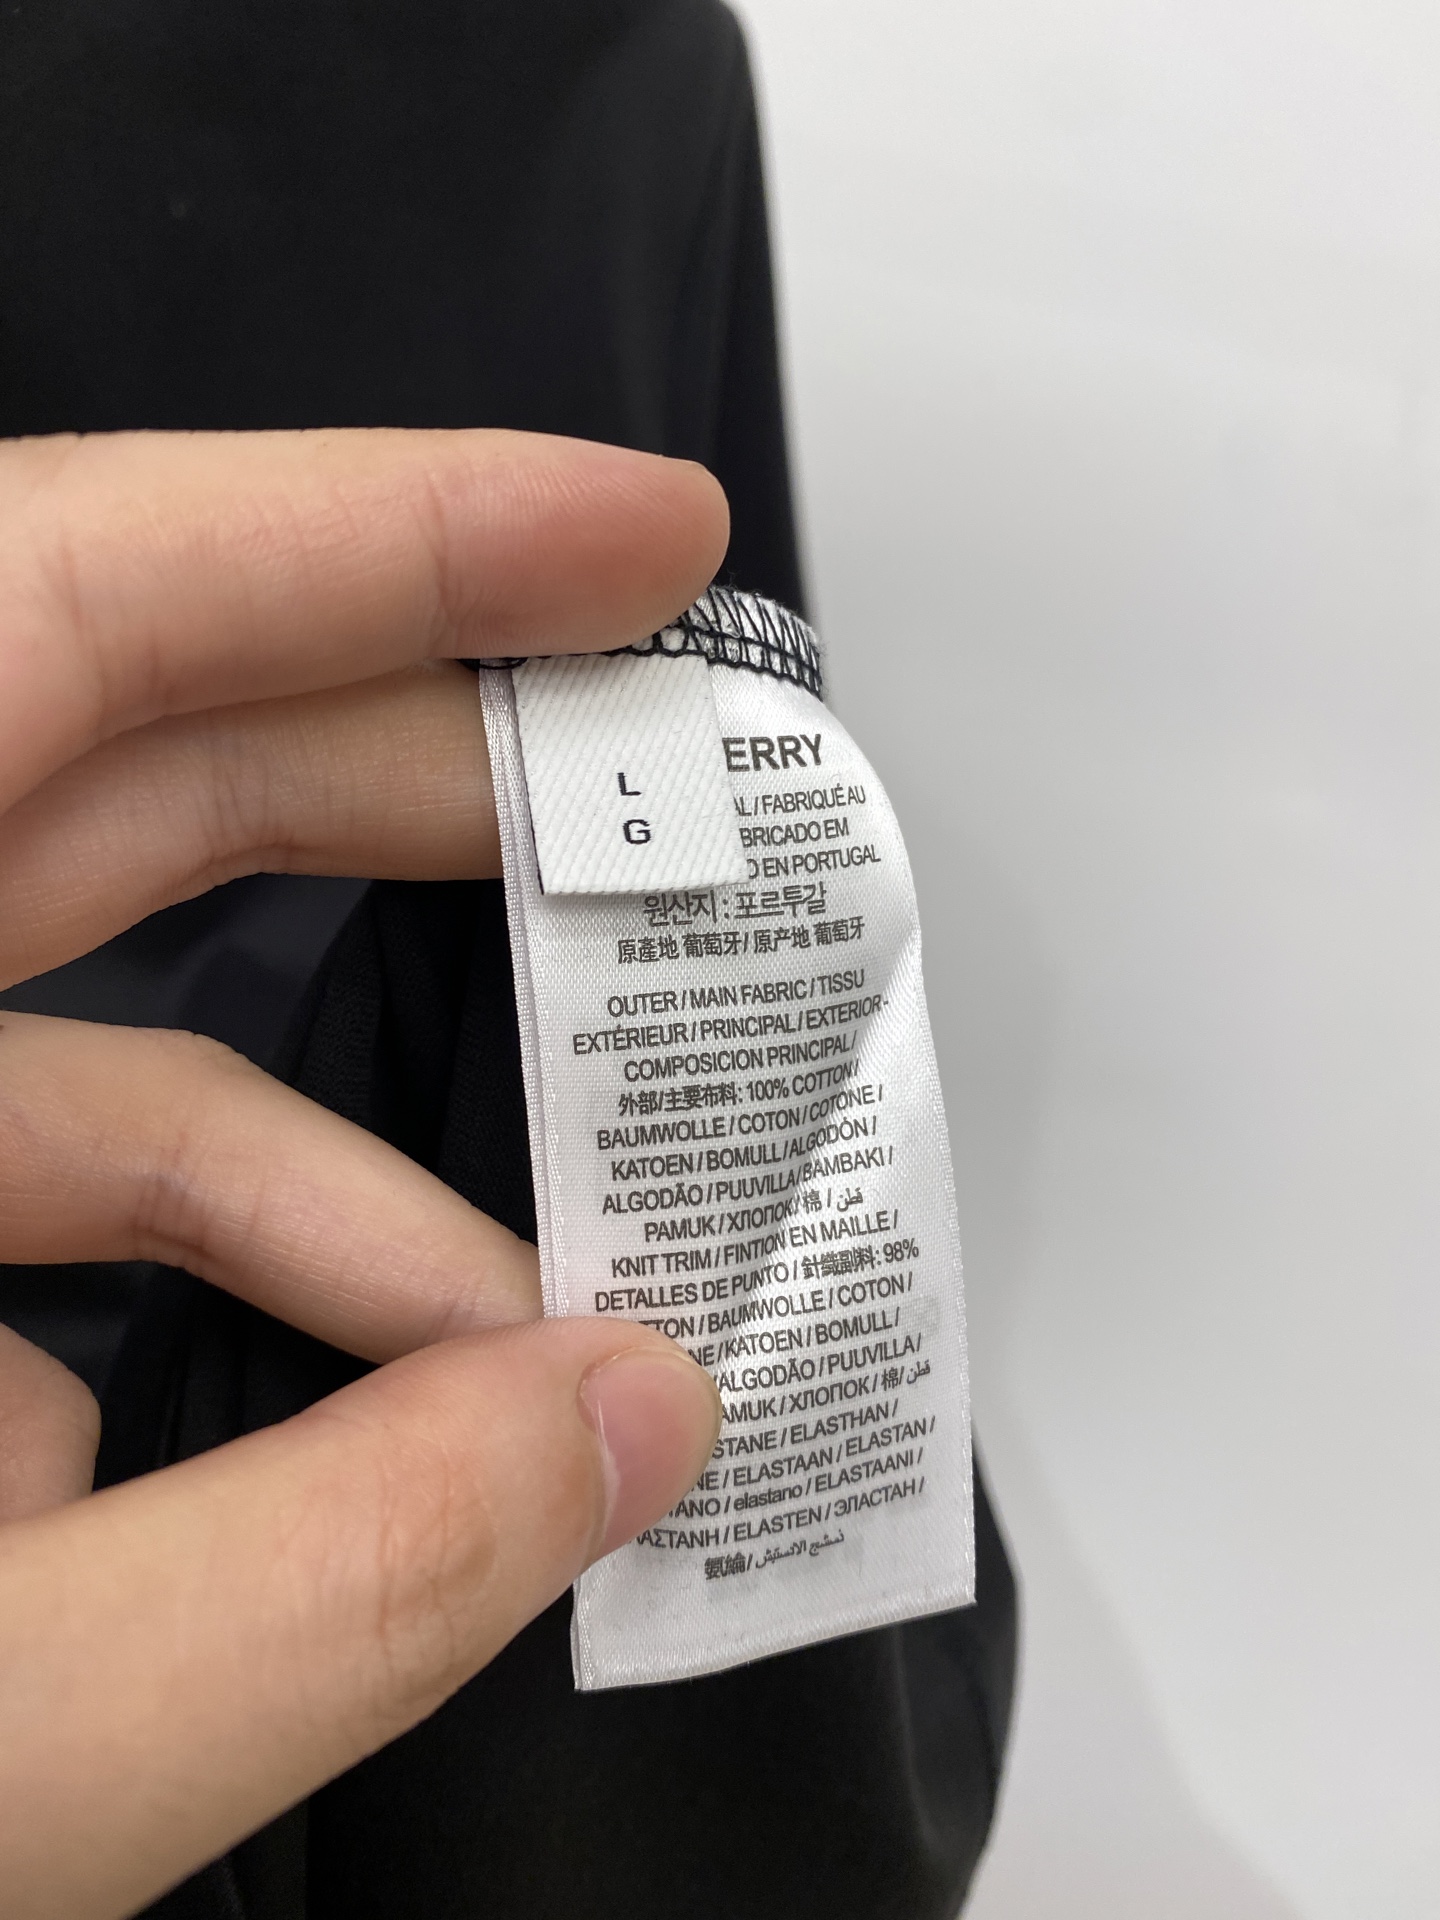 L
G
ERRY
AL / FABRIQUÉ AU
BRICADO EM
O EN PORTUGAL
원산지 : 포르투갈
原產地 葡萄牙 / 原产地 葡萄牙
OUTER / MAIN FABRIC / TISSU
EXTÉRIEUR / PRINCIPAL / EXTERIOR-
COMPOSICION PRINCIPAL /
外部/主要布料: 100% COTTON /
BAUMWOLLE / COTON / COTONE /
KATOEN / BOMULL / ALGODÓN /
ALGODÃO / PUUVILLA / BAMBAKI /
PAMUK / ХЛОПОК / 棉 / قطن
KNIT TRIM / FINTION EN MAILLE /
DETALLES DE PUNTO / 針織副料: 98%
TTON / BAUMWOLLE / COTON /
NE / KATOEN / BOMULL /
/ ALGODÃO / PUUVILLA /
AMUK / ХЛОПОК / 棉 / قطن
STANE / ELASTHAN /
NE / ELASTAAN / ELASTAN /
TANO / elastano / ELASTAANI /
ΛΑΣΤΑΝΗ / ELASTEN / ЭЛАСТАН /
氨綸 /